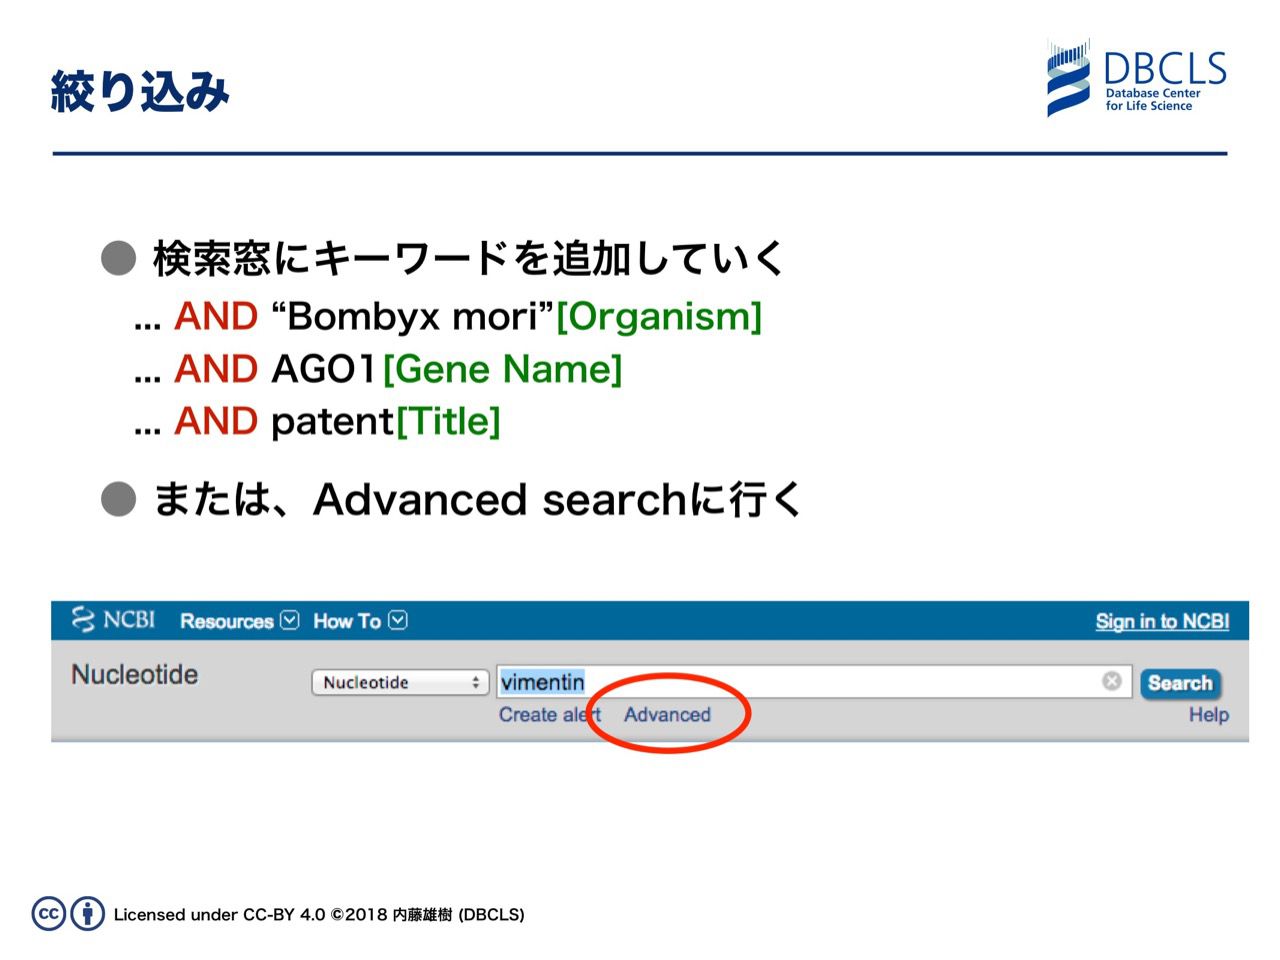 絞り込み
DBCLS
Database Center
for Life Science
● 検索窓にキーワードを追加していく
... AND “Bombyx mori”[Organism]
... AND AGO1[Gene Name]
... AND patent[Title]
● または、Advanced searchに行く
NCBI Resources How To Sign in to NCBI
Nucleotide Nucleotide vimentin Search
Create alert Advanced Help
cc Licensed under CC-BY 4.0 ©2018 内藤雄樹 (DBCLS)